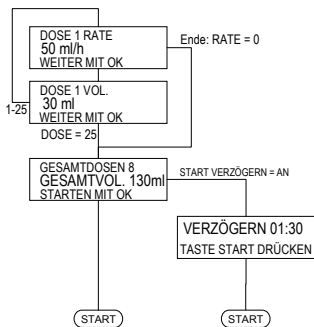 DOSE 1 RATE
50 ml/h
WEITER MIT OK
Ende: RATE = 0
DOSE 1 VOL.
30 ml
WEITER MIT OK
1-25
DOSE = 25
GESAMTDOSEN 8
GESAMTVOL. 130ml
STARTEN MIT OK
START VERZÖGERN = AN
VERZÖGERN 01:30
TASTE START DRÜCKEN
START
START